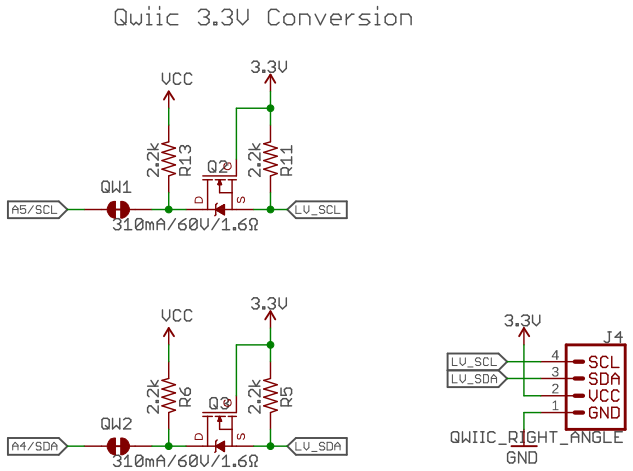 Qwiic 3.3V Conversion
VCC
3.3V
2.2k
R13
Q2
G
2.2k
R11
QW1
A5/SCL
D
S
LV_SCL
310mA/60V/1.6Ω
VCC
3.3V
2.2k
R6
Q3
G
2.2k
R5
QW2
A4/SDA
D
S
LV_SDA
310mA/60V/1.6Ω
3.3V
J4
LV_SCL
4
SCL
LV_SDA
3
SDA
2
VCC
1
GND
QWIIC_RIGHT_ANGLE
GND